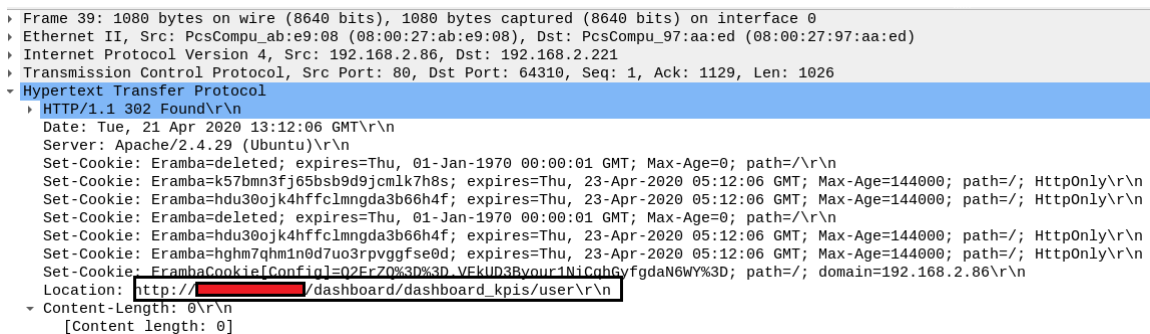 Frame 39: 1080 bytes on wire (8640 bits), 1080 bytes captured (8640 bits) on interface 0
Ethernet II, Src: PcsCompu_ab:e9:08 (08:00:27:ab:e9:08), Dst: PcsCompu_97:aa:ed (08:00:27:97:aa:ed)
Internet Protocol Version 4, Src: 192.168.2.86, Dst: 192.168.2.221
Transmission Control Protocol, Src Port: 80, Dst Port: 64310, Seq: 1, Ack: 1129, Len: 1026
Hypertext Transfer Protocol
HTTP/1.1 302 Found\r\n
Date: Tue, 21 Apr 2020 13:12:06 GMT\r\n
Server: Apache/2.4.29 (Ubuntu)\r\n
Set-Cookie: Eramba=deleted; expires=Thu, 01-Jan-1970 00:00:01 GMT; Max-Age=0; path=/\r\n
Set-Cookie: Eramba=k57bmn3fj65bsb9d9jcmlk7h8s; expires=Thu, 23-Apr-2020 05:12:06 GMT; Max-Age=144000; path=/; HttpOnly\r\n
Set-Cookie: Eramba=hdu30ojk4hffclmngda3b66h4f; expires=Thu, 23-Apr-2020 05:12:06 GMT; Max-Age=144000; path=/; HttpOnly\r\n
Set-Cookie: Eramba=deleted; expires=Thu, 01-Jan-1970 00:00:01 GMT; Max-Age=0; path=/\r\n
Set-Cookie: Eramba=hdu30ojk4hffclmngda3b66h4f; expires=Thu, 23-Apr-2020 05:12:06 GMT; Max-Age=144000; path=/; HttpOnly\r\n
Set-Cookie: Eramba=hghm7qhm1n0d7uo3rpvggfse0d; expires=Thu, 23-Apr-2020 05:12:06 GMT; Max-Age=144000; path=/; HttpOnly\r\n
Set-Cookie: path=/; domain=192.168.2.86\r\n
Location: http:///dashboard/dashboard_kpis/user\r\n
Content-Length: 0\r\n
[Content length: 0]